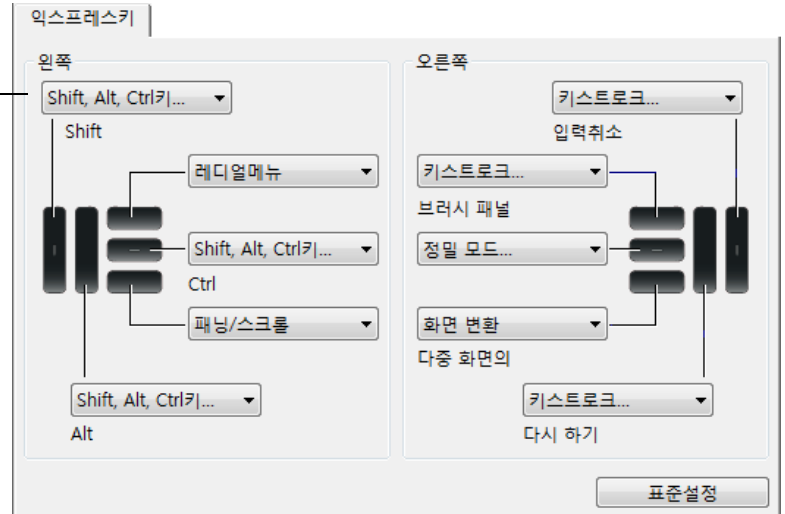 익스프레스키
왼쪽
Shift, Alt, Ctrl키...
Shift
레디얼메뉴
Shift, Alt, Ctrl키...
Ctrl
패닝/스크롤
Shift, Alt, Ctrl키...
Alt
오른쪽
키스트로크...
입력취소
키스트로크...
브러시 패널
정밀 모드...
화면 변환
다중 화면의
키스트로크...
다시 하기
표준설정